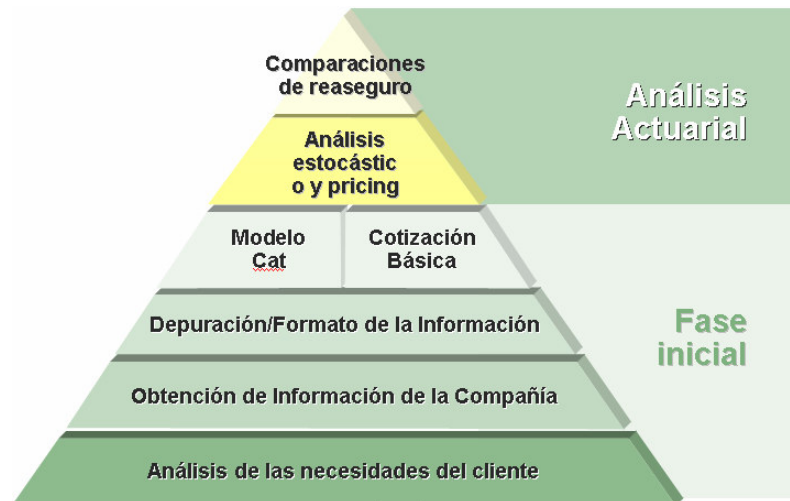 Comparaciones
de reaseguro
Análisis
Actuarial
Análisis
estocástic
o y pricing
Modelo
Cat
Cotización
Básica
Depuración/Formato de la Información
Fase
inicial
Obtención de Información de la Compañía
Análisis de las necesidades del cliente